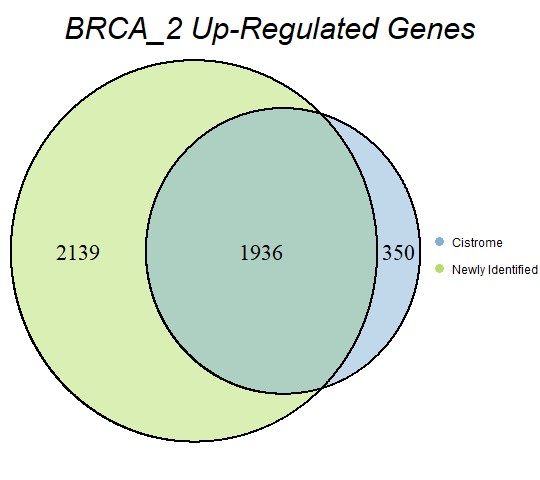 BRCA_2 Up-Regulated Genes
2139
1936
350
Cistrome
Newly Identified